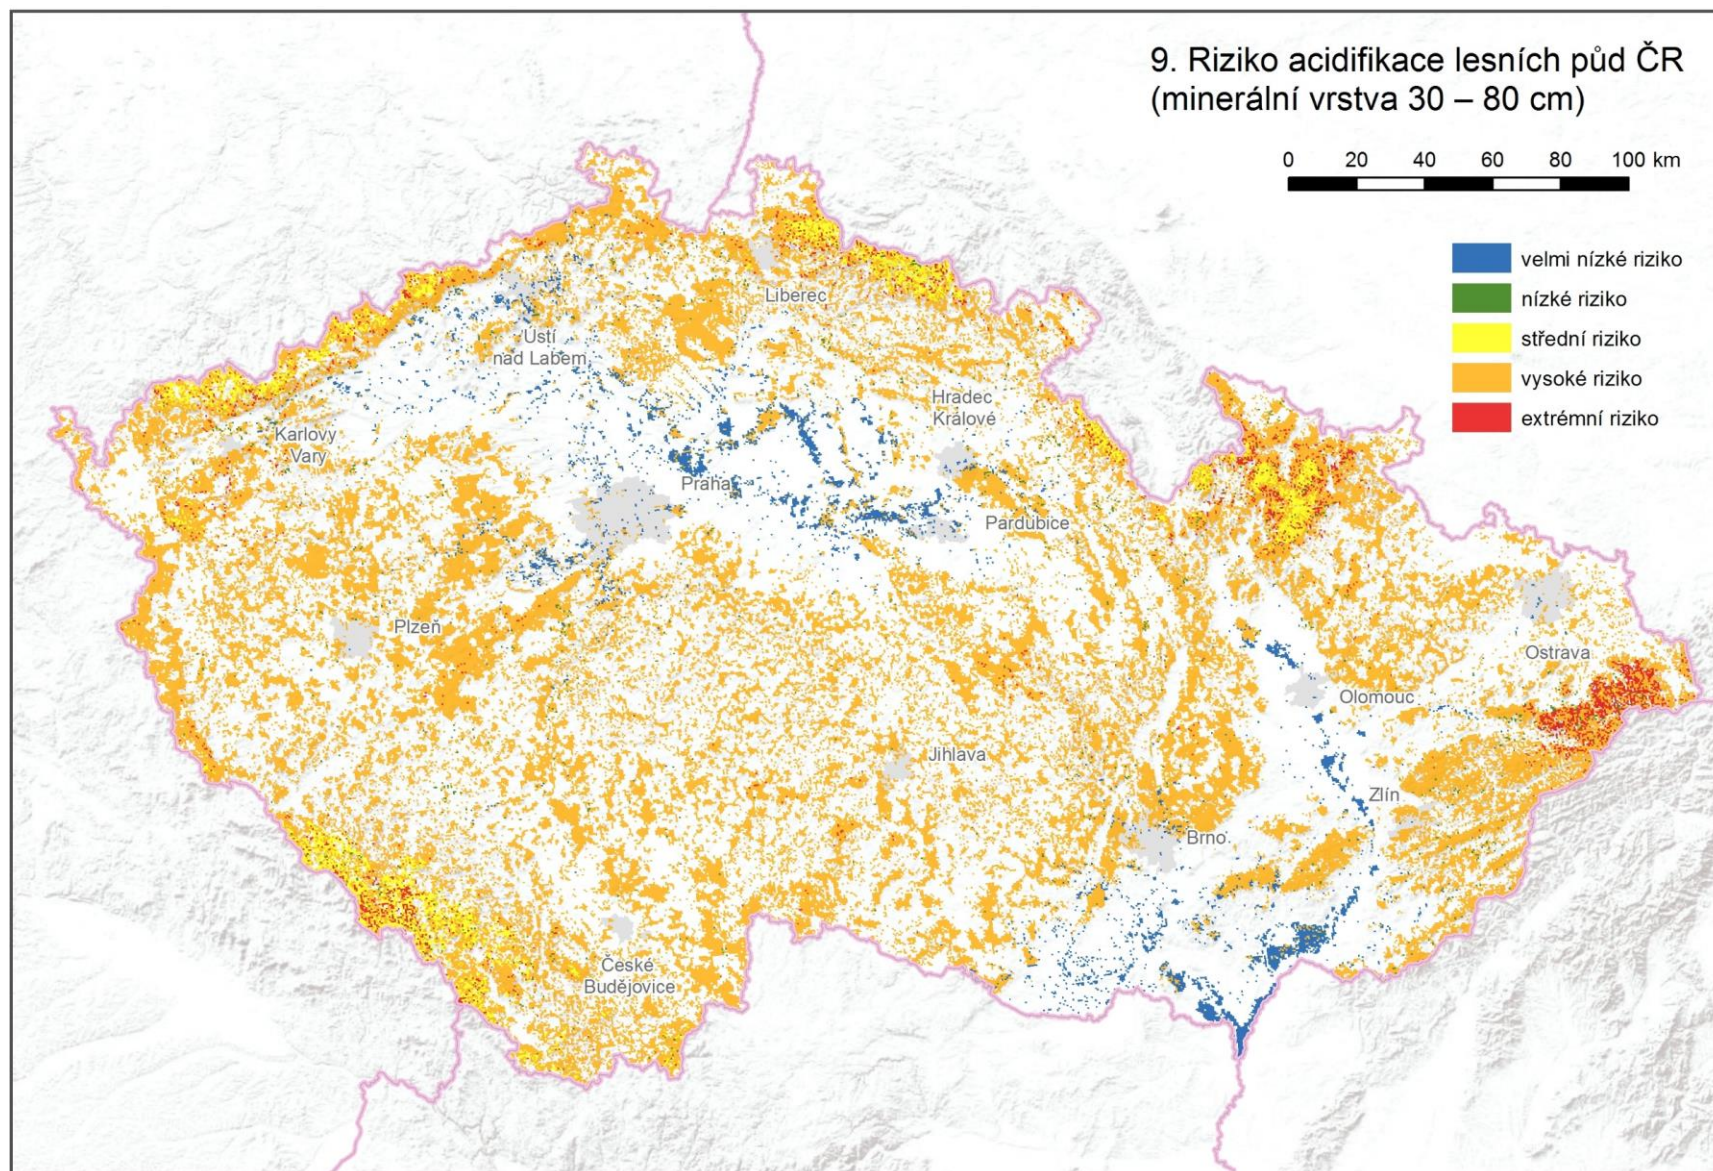 9. Riziko acidifikace lesních půd ČR
(minerální vrstva 30 – 80 cm)
0 20 40 60 80 100 km
velmi nízké riziko
nízké riziko
střední riziko
vysoké riziko
extrémní riziko
Liberec
Ústí
nad Labem
Hradec
Králové
Karlovy
Vary
Praha
Pardubice
Plzeň
Ostrava
Olomouc
Jihlava
Zlín
Brno
České
Budějovice